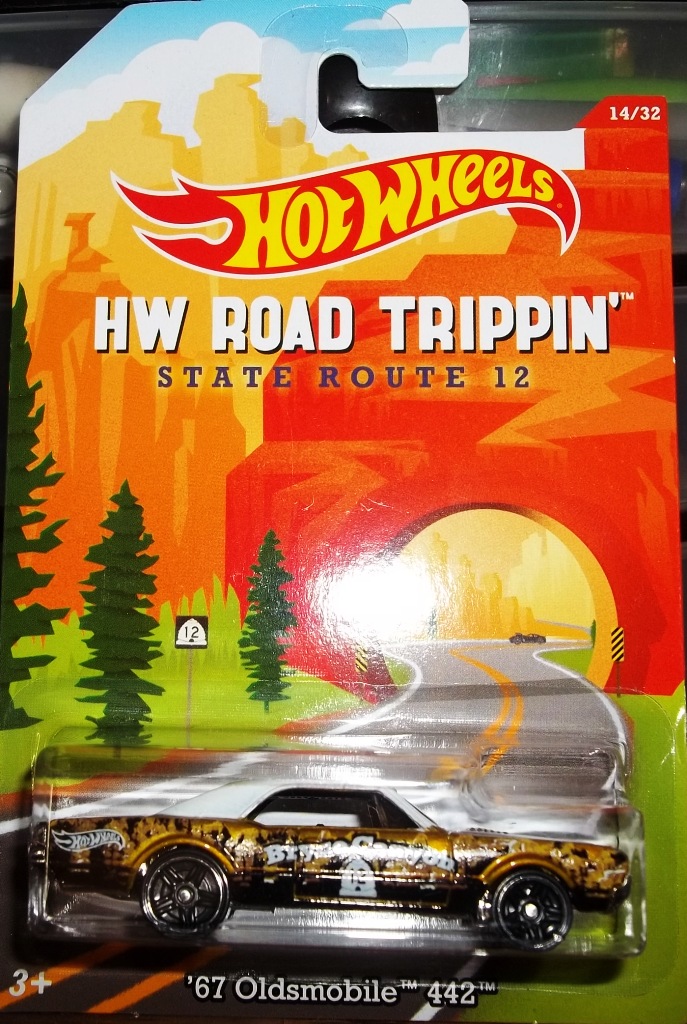 14/32
HOT WHEELS®
HW ROAD TRIPPIN'™
STATE ROUTE 12
12
HOT WHEELS
Bryce Canyon
12
3+
'67 Oldsmobile™ 442™